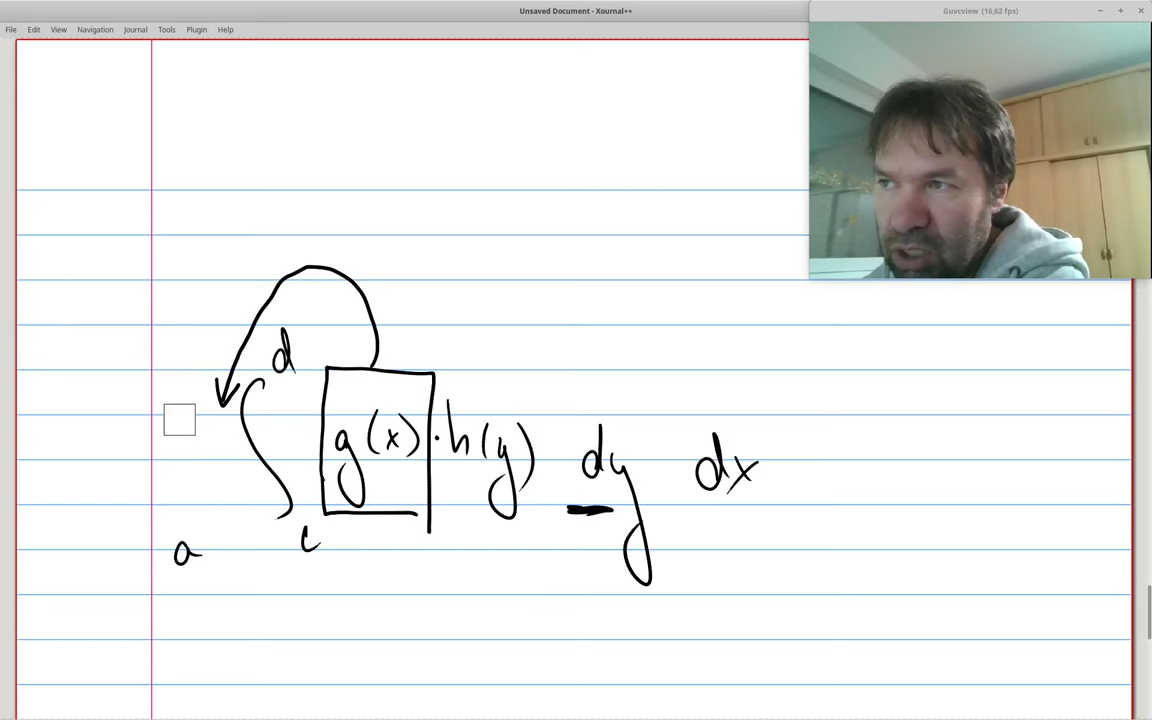 Unsaved Document - Xournal++
Guvcview (16,62 fps)
File Edit View Navigation Journal Tools Plugin Help
d
∫ g(x) · h(y) dy dx
c
a